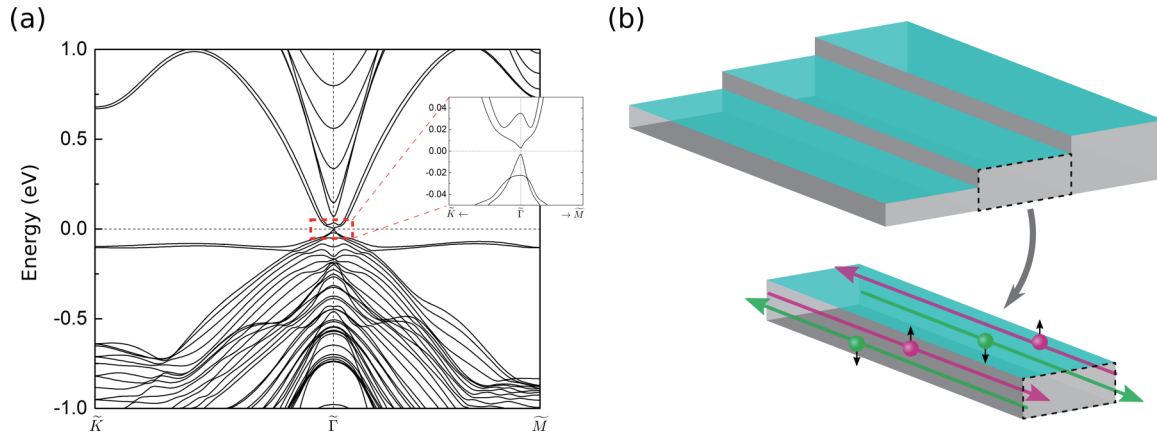 (a)
(b)
Energy (eV)
1.0
0.5
0.0
-0.5
-1.0
K̃
Γ̃
M̃
0.04
0.02
0.00
-0.02
-0.04
K̃ ←
Γ̃
→ M̃